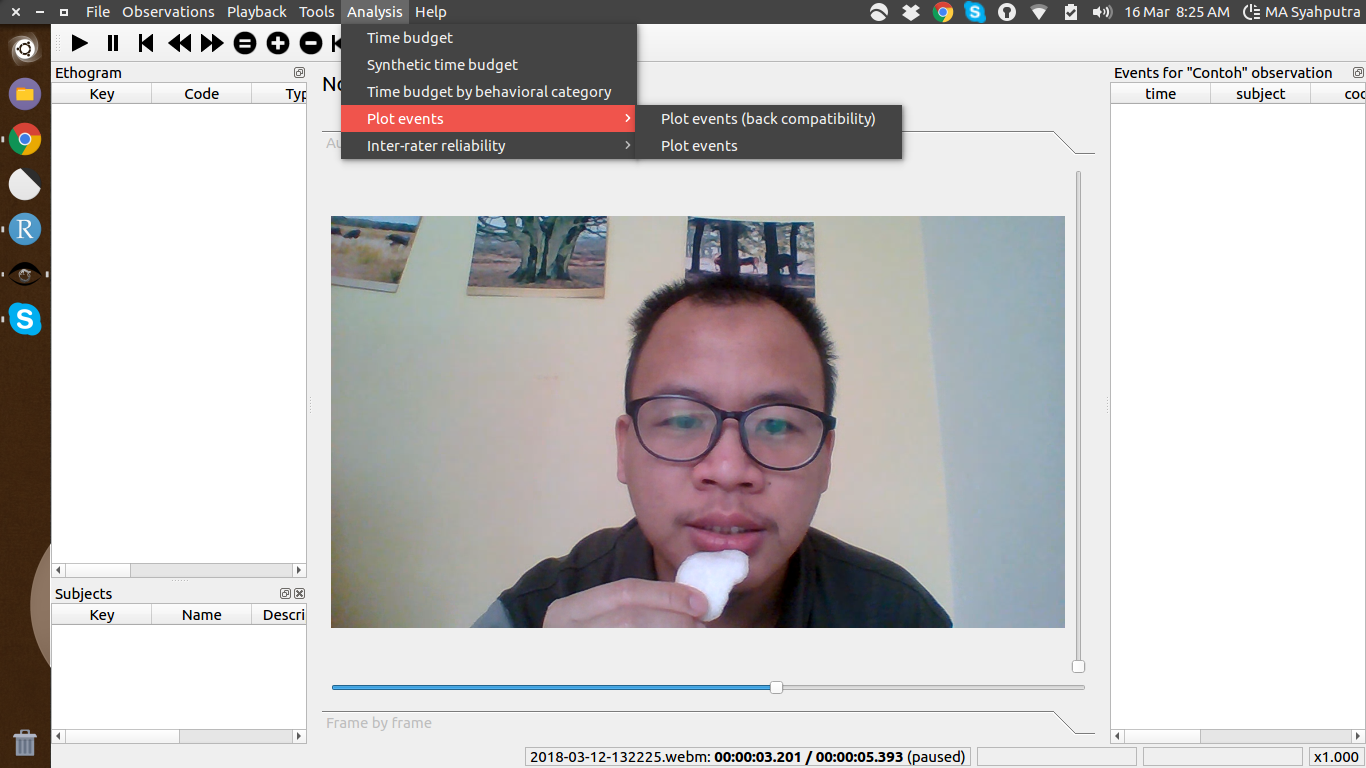 File Observations Playback Tools Analysis Help
16 Mar 8:25 AM MA Syahputra
Time budget
Synthetic time budget
Time budget by behavioral category
Plot events
Plot events (back compatibility)
Inter-rater reliability
Plot events
Ethogram
Key Code Typ
No
Au
Events for "Contoh" observation
time subject cod
R
S
Subjects
Key Name Descri
Frame by frame
2018-03-12-132225.webm: 00:00:03.201 / 00:00:05.393 (paused)
x1.000